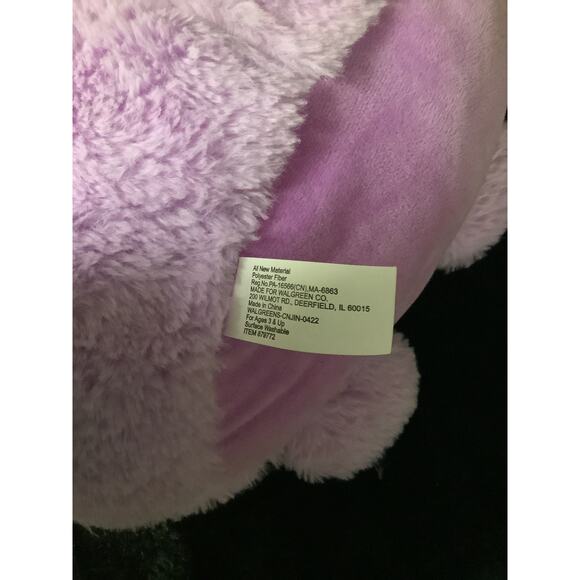 All New Material
Polyester Fiber
Reg.No.PA-16566(CN),MA-6863
MADE FOR WALGREEN CO.
200 WILMOT RD., DEERFIELD, IL 60015
Made in China
WALGREENS-CNJIN-0422
For Ages 3 & Up
Surface Washable
ITEM 879772